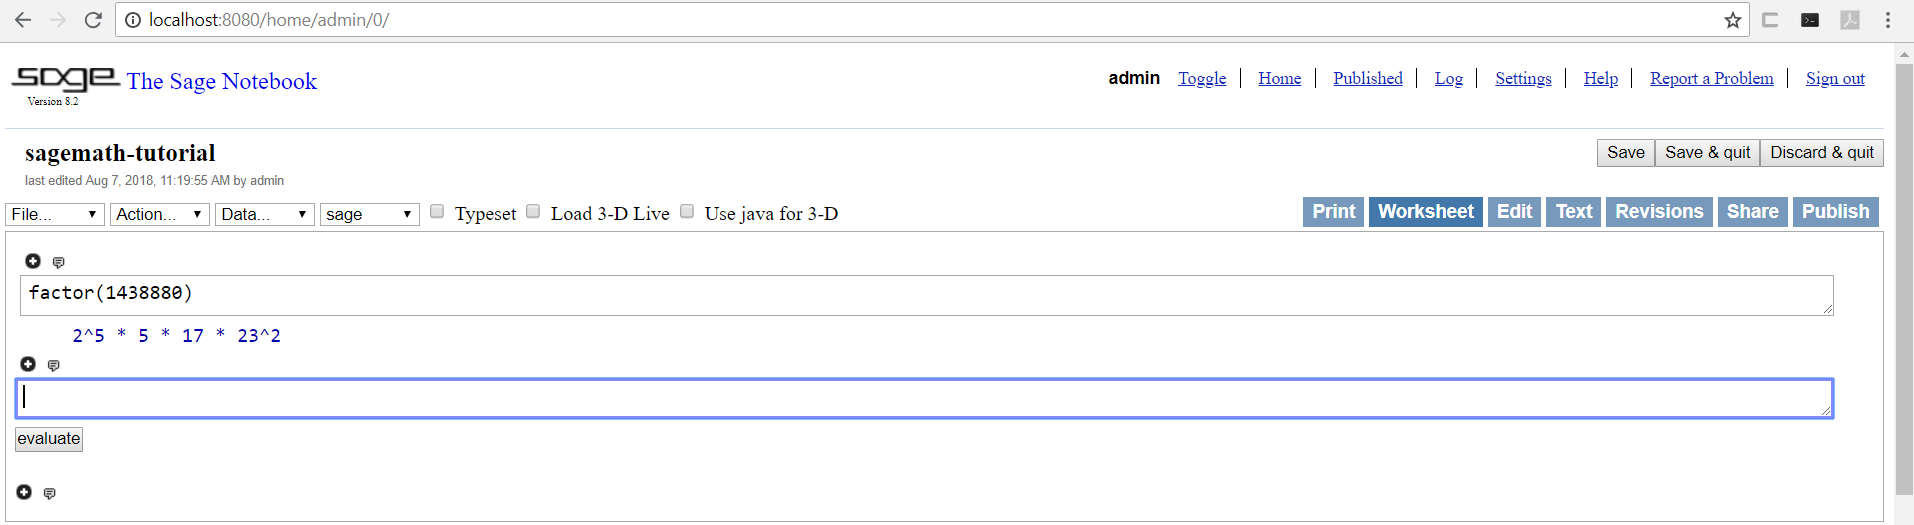 localhost:8080/home/admin/0/
sage The Sage Notebook
Version 8.2
admin Toggle Home Published Log Settings Help Report a Problem Sign out
sagemath-tutorial
Save Save & quit Discard & quit
last edited Aug 7, 2018, 11:19:55 AM by admin
File... Action... Data... sage Typeset Load 3-D Live Use java for 3-D Print Worksheet Edit Text Revisions Share Publish
factor(1438880)
2^5 * 5 * 17 * 23^2
evaluate